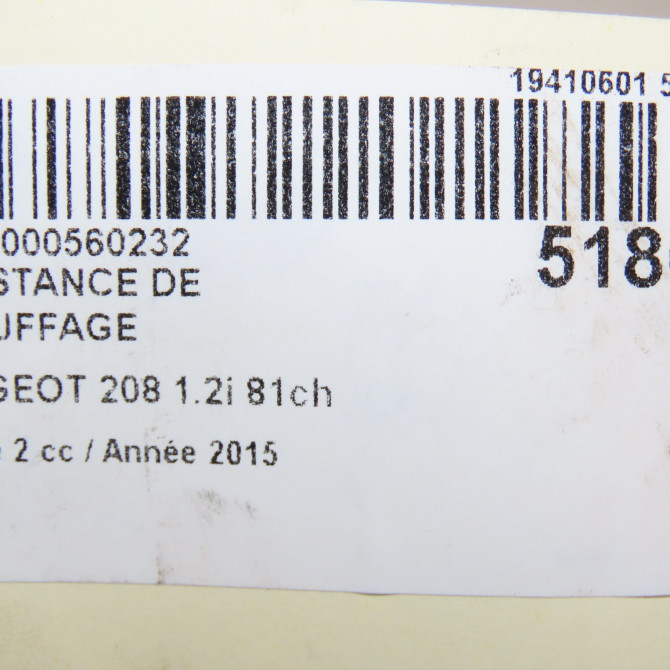 19410601 5
000560232
518
STANCE DE
UFFAGE
GEOT 208 1.2i 81ch
2 cc / Année 2015